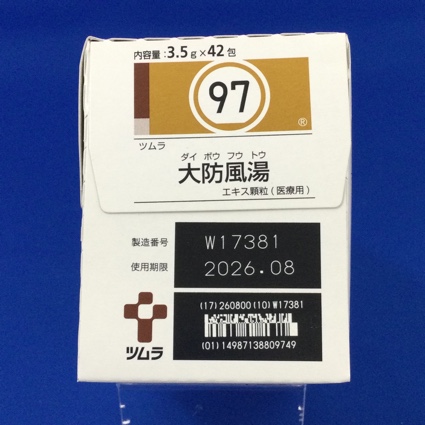 内容量:3.5g×42包
97
®
ツムラ
ダイ ボウ フウ トウ
大防風湯
エキス顆粒(医療用)
製造番号 W17381
使用期限 2026.08
(17)260800(10)W17381
(01)14987138809749
ツムラ